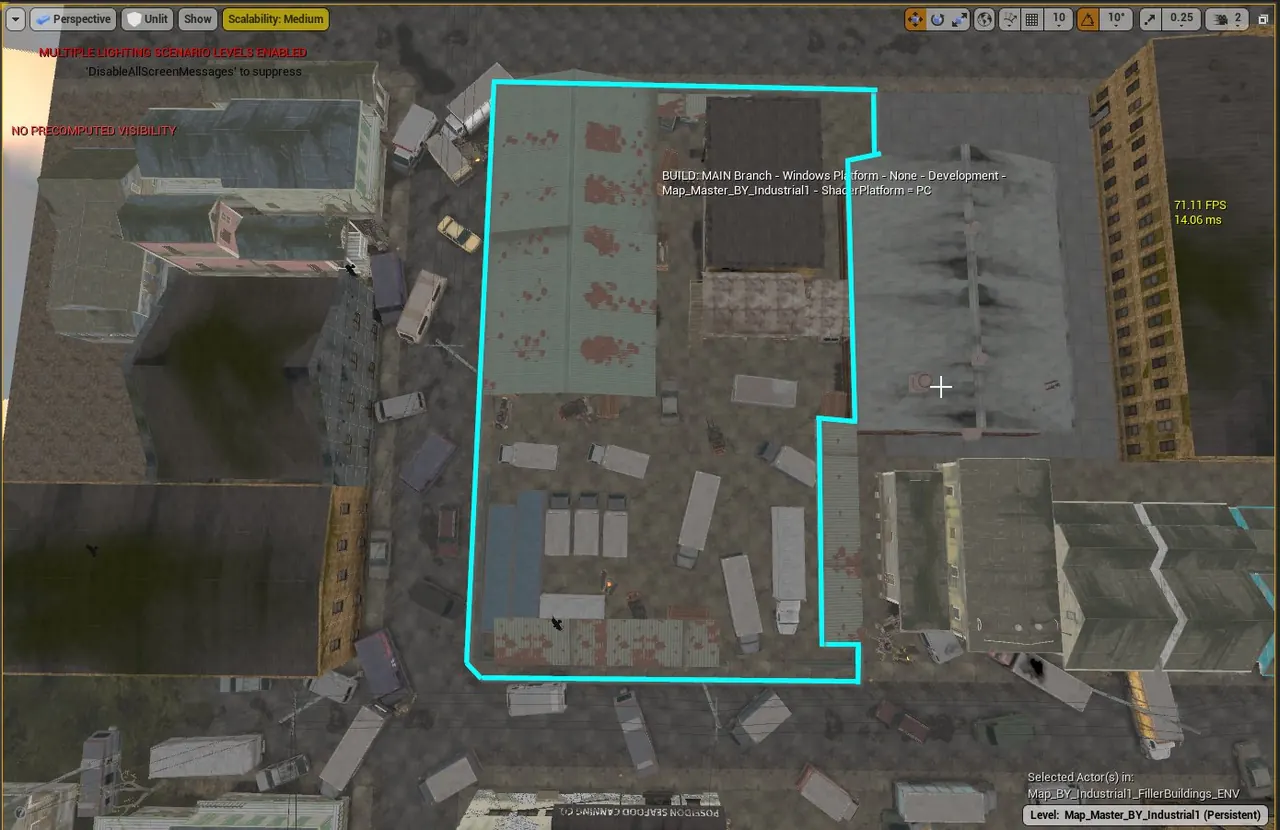 Perspective
Unlit
Show
Scalability: Medium
10
10°
0.25
2
MULTIPLE LIGHTING SCENARIO LEVELS ENABLED
'DisableAllScreenMessages' to suppress
NO PRECOMPUTED VISIBILITY
BUILD: MAIN Branch - Windows Platform - None - Development -
Map_Master_BY_Industrial1 - ShaderPlatform = PC
71.11 FPS
14.06 ms
Selected Actor(s) in:
Map_BY_Industrial1_FillerBuildings_ENV
Level: Map_Master_BY_Industrial1 (Persistent)
POSEIDON SEAFOOD CANNING CO.